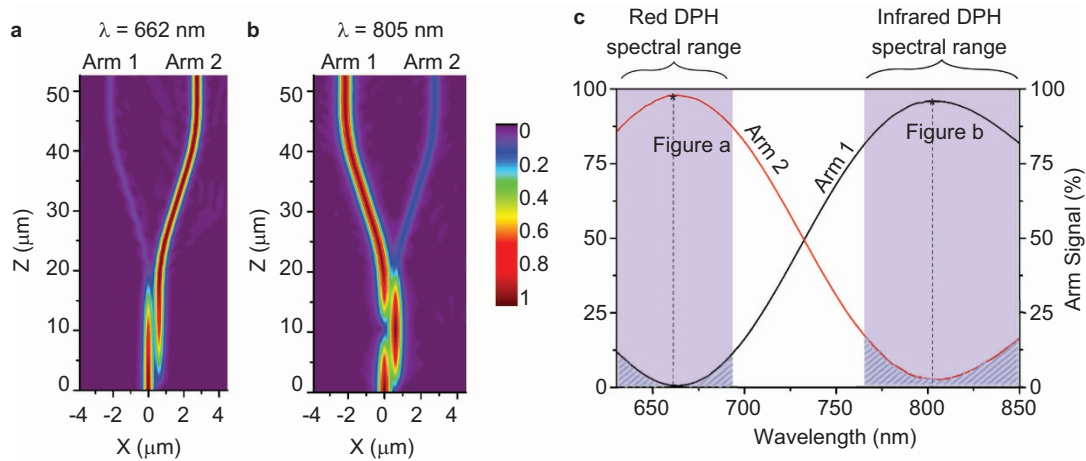 a
λ = 662 nm
Arm 1 Arm 2
50
40
30
20
10
0
Z (μm)
-4 -2 0 2 4
X (μm)
b
λ = 805 nm
Arm 1 Arm 2
50
40
30
20
10
0
Z (μm)
-4 -2 0 2 4
X (μm)
0
0.2
0.4
0.6
0.8
1
c
Red DPH
spectral range
Infrared DPH
spectral range
100
75
50
25
0
Figure a
Arm 2
Arm 1
Figure b
100
75
50
25
0
Arm Signal (%)
650 700 750 800 850
Wavelength (nm)